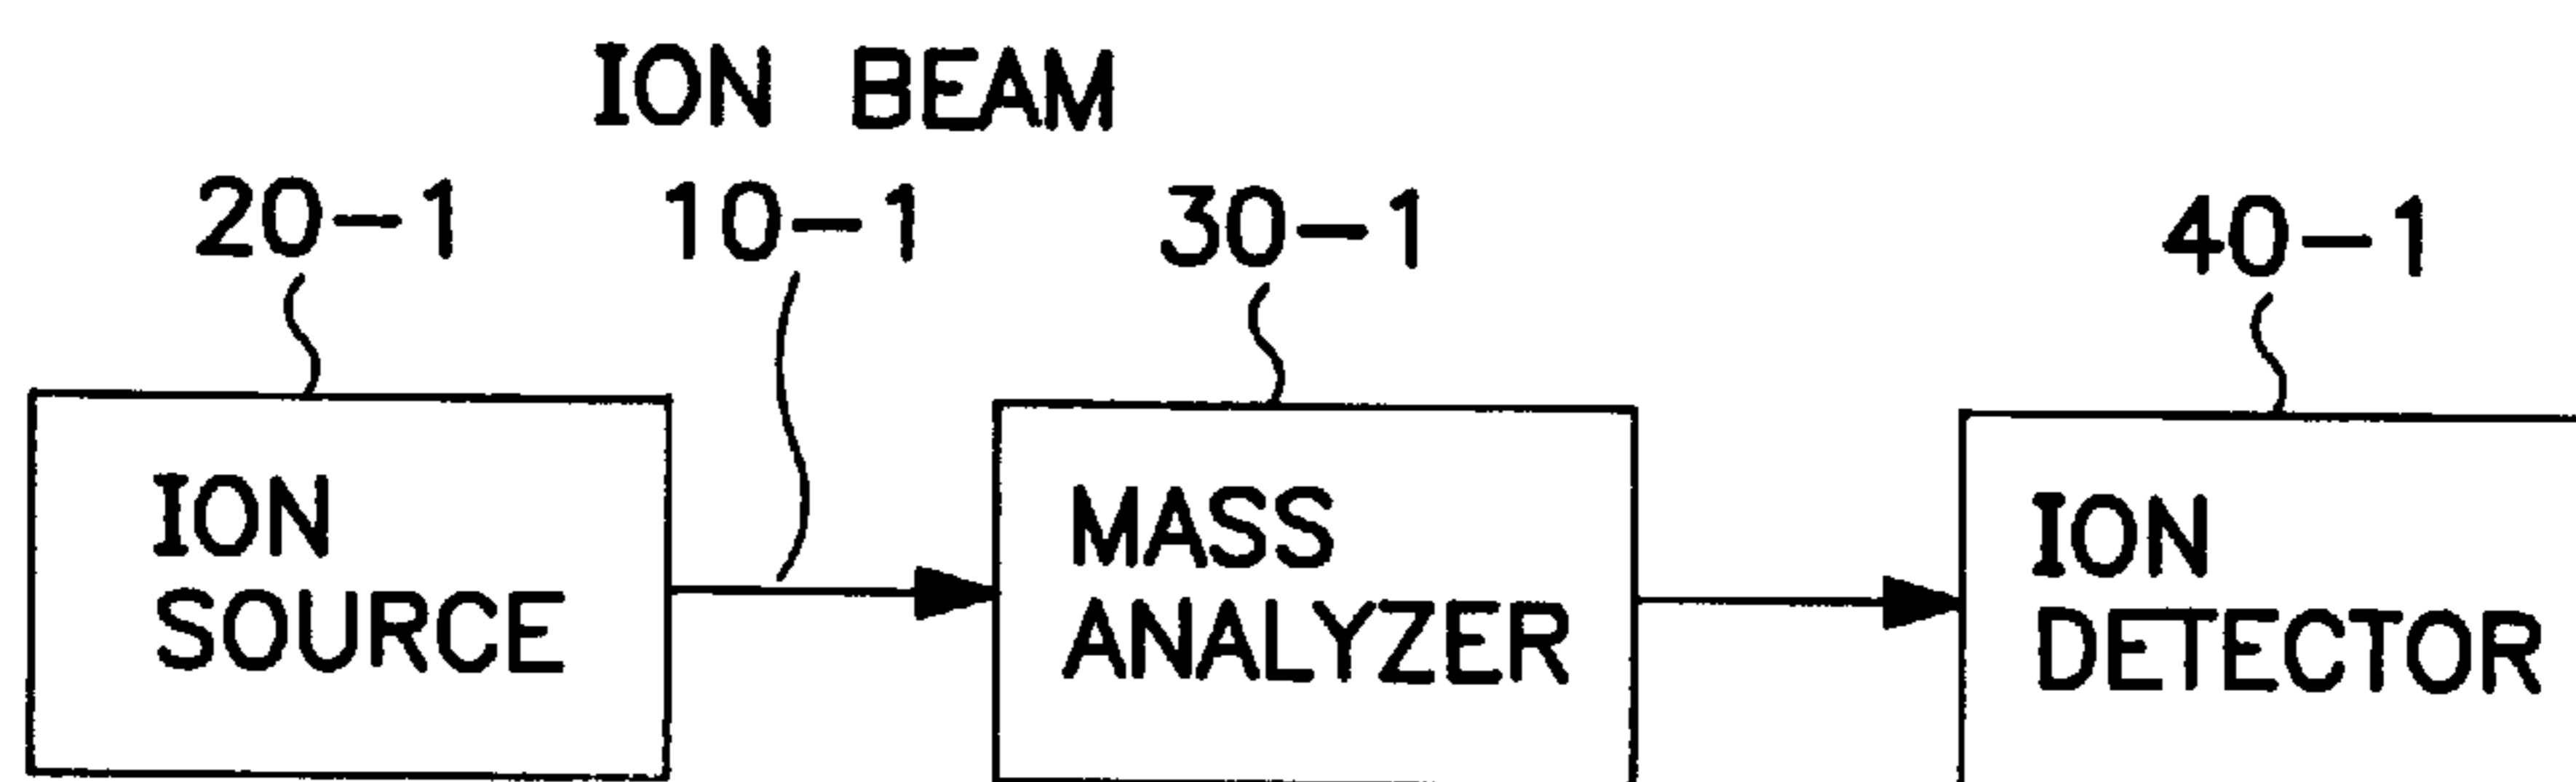 ION BEAM
20-1
10-1
30-1
40-1
ION
SOURCE
MASS
ANALYZER
ION
DETECTOR